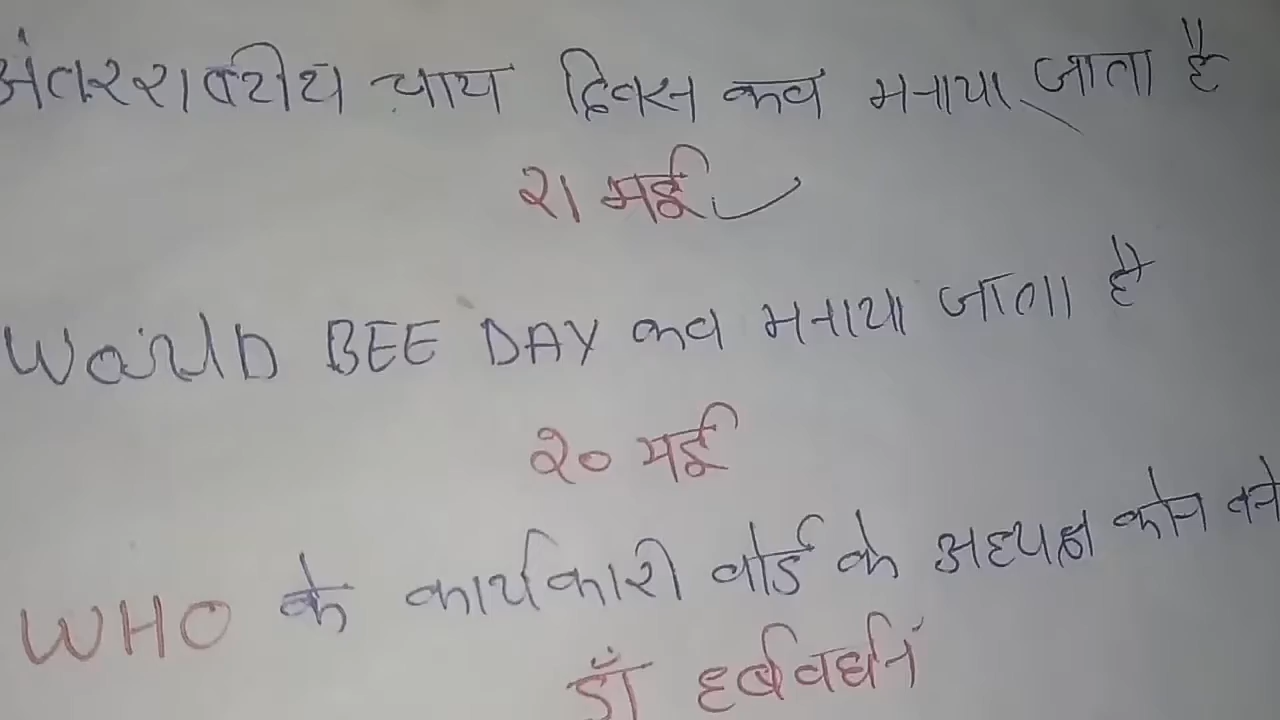 अंतरराष्टीय चाय दिवस कब मनाया जाता है
२१ मई
WORLD BEE DAY कब मनाया जाता है
२० मई
WHO के कार्यकारी बोर्ड के अध्यक्ष कौन बने
डॉ हर्षवर्धन